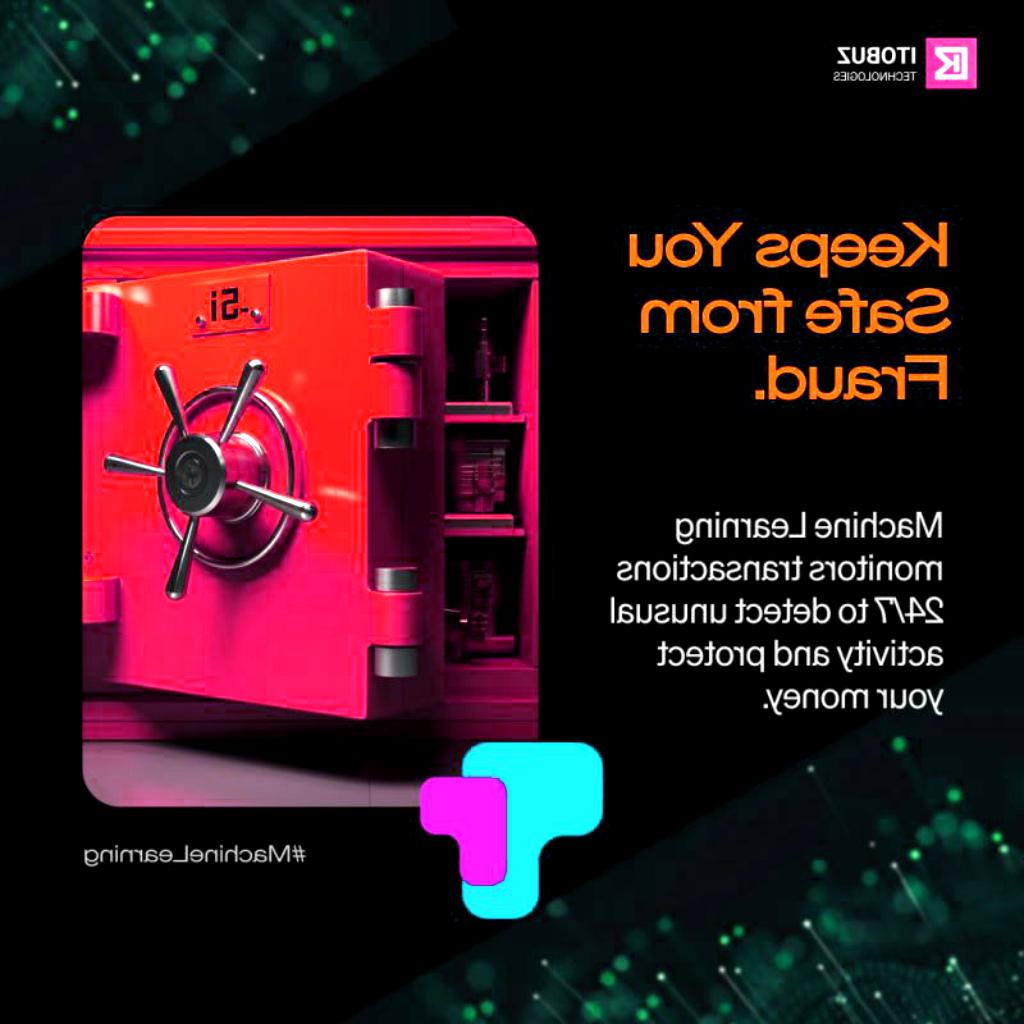 ITOBUZ
TECHNOLOGIES
Keeps You
Safe from
Fraud.
Machine Learning
monitors transactions
24/7 to detect unusual
activity and protect
your money.
#MachineLearning